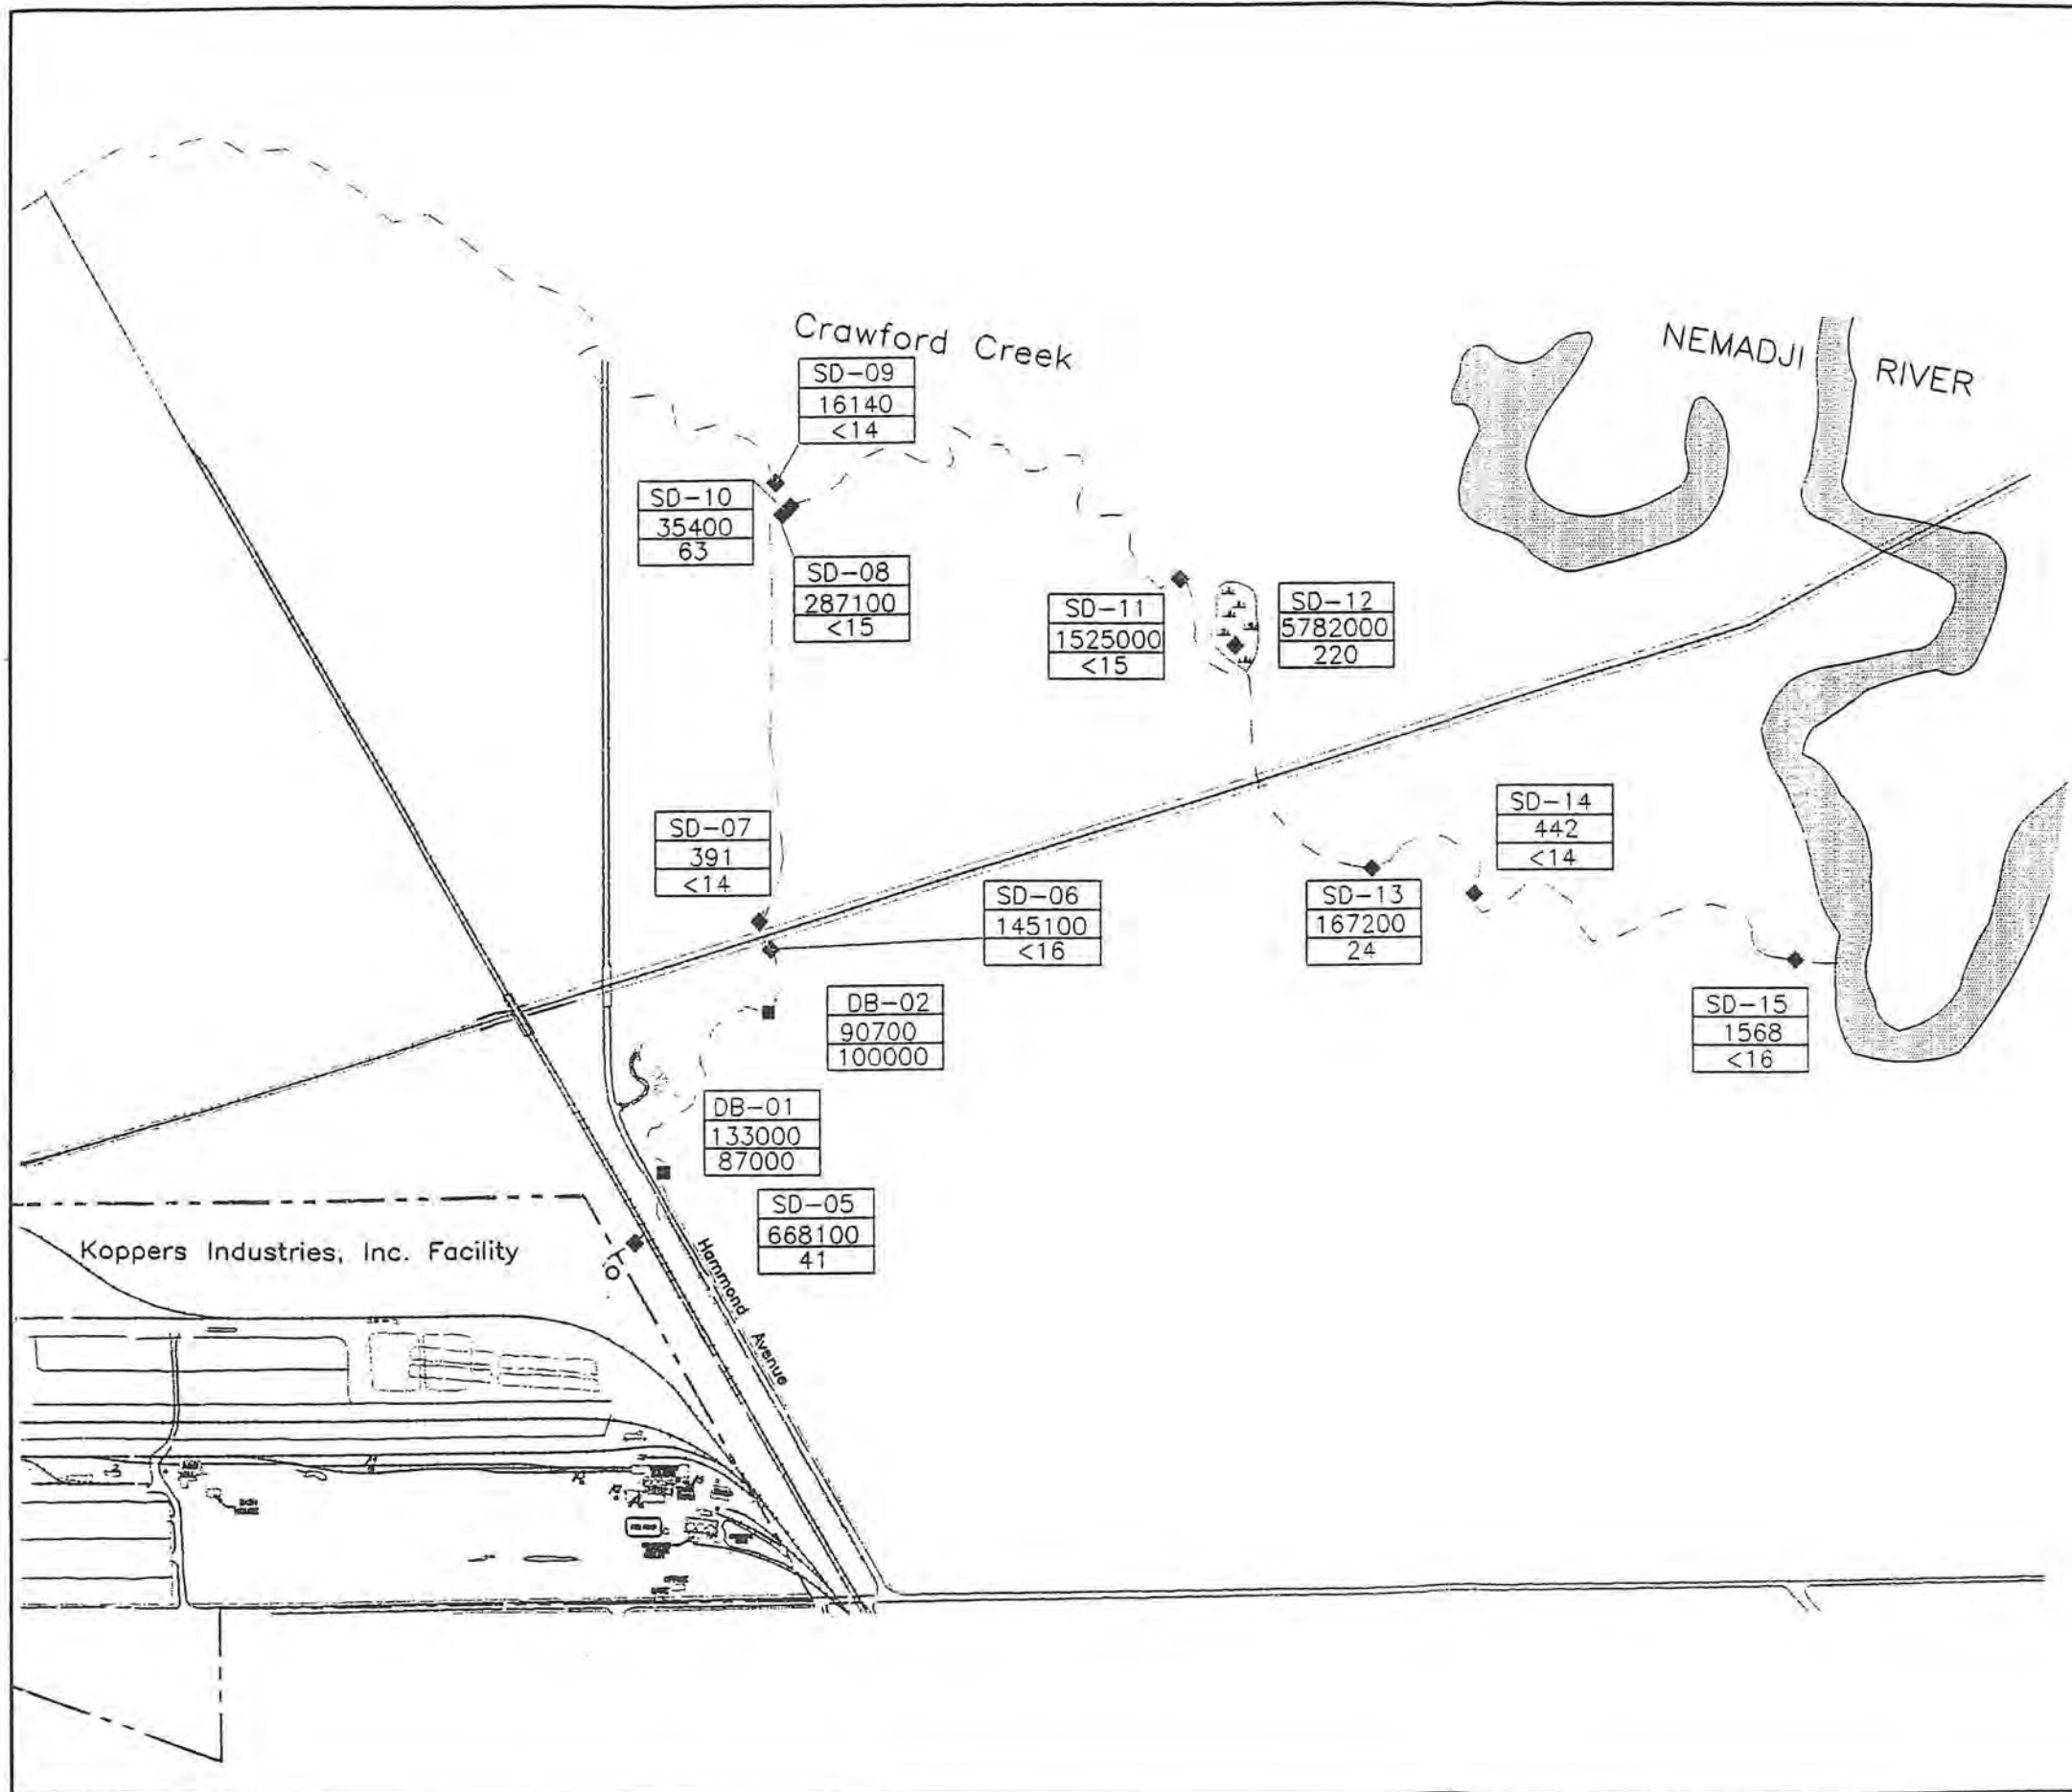 Crawford Creek
NEMADJI RIVER
SD-09
16140
<14
SD-10
35400
63
SD-08
287100
<15
SD-11
1525000
<15
SD-12
5782000
220
SD-07
391
<14
SD-14
442
<14
SD-06
145100
<16
SD-13
167200
24
DB-02
90700
100000
SD-15
1568
<16
DB-01
133000
87000
SD-05
668100
41
Koppers Industries, Inc. Facility
Hammond Avenue